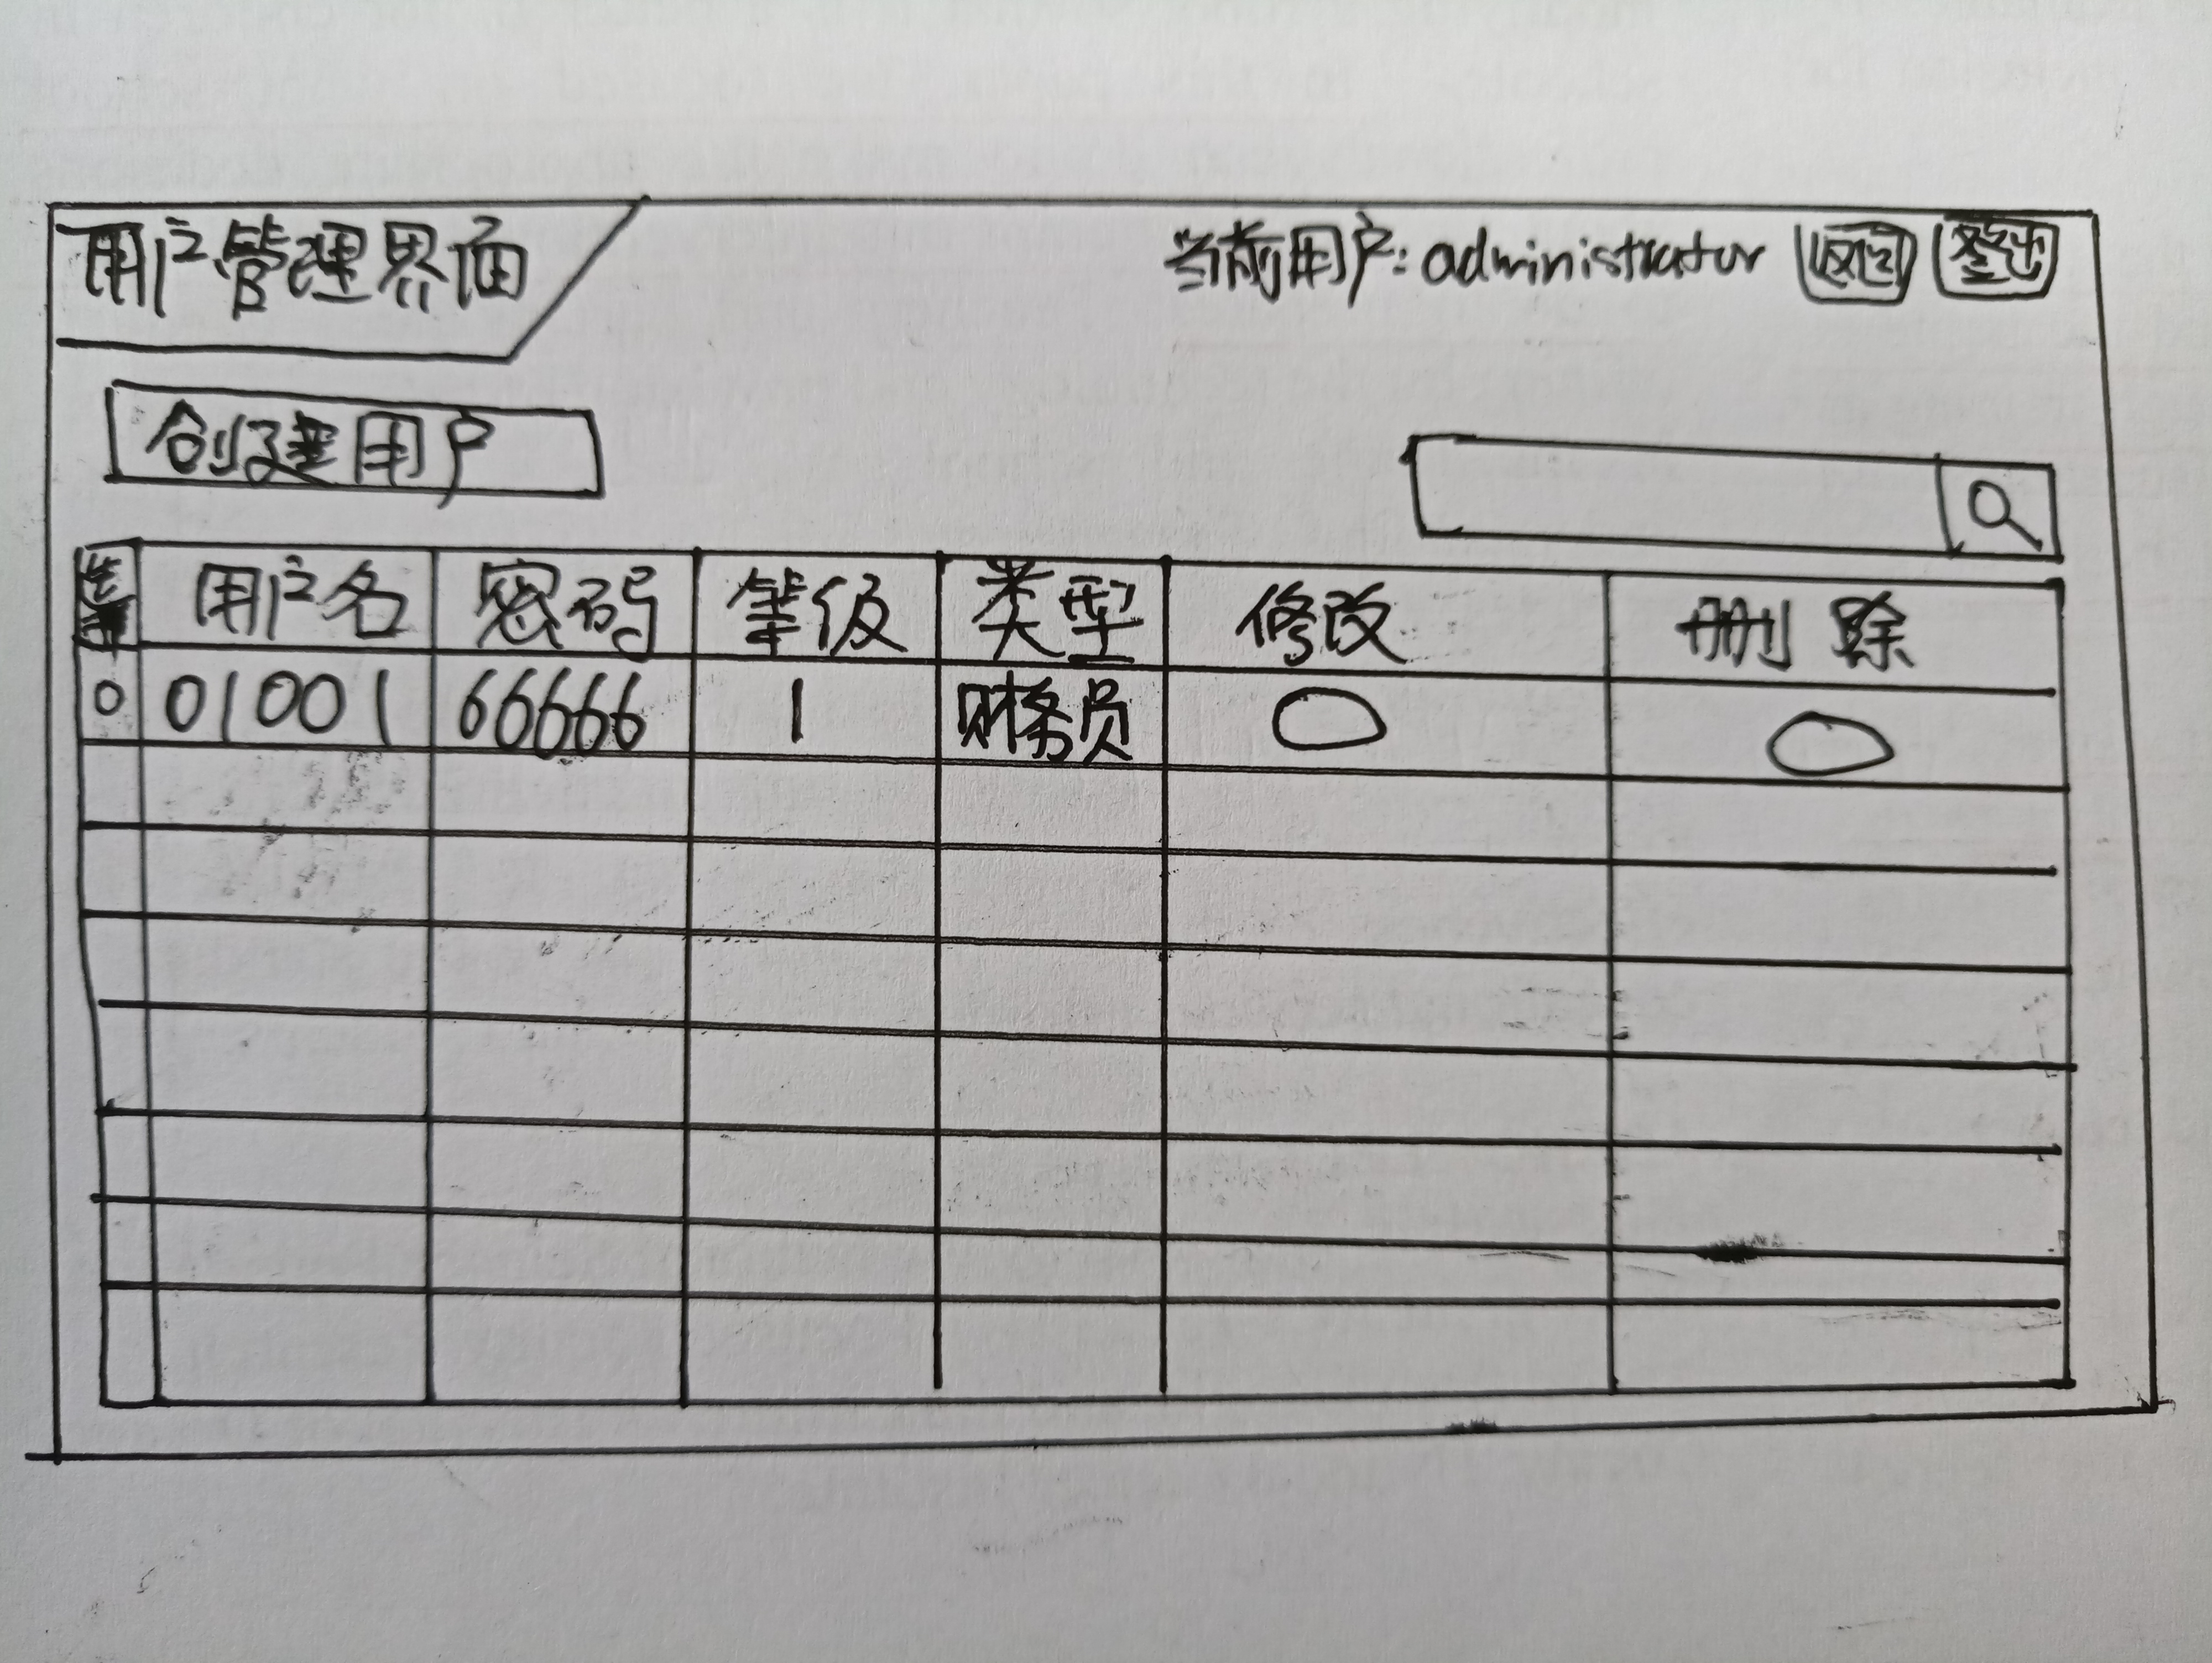 用户管理界面
当前用户: administrator 返回 登出
创建用户
用户名 密码 等级 类型 修改 删除
01001 66666 1 财务员